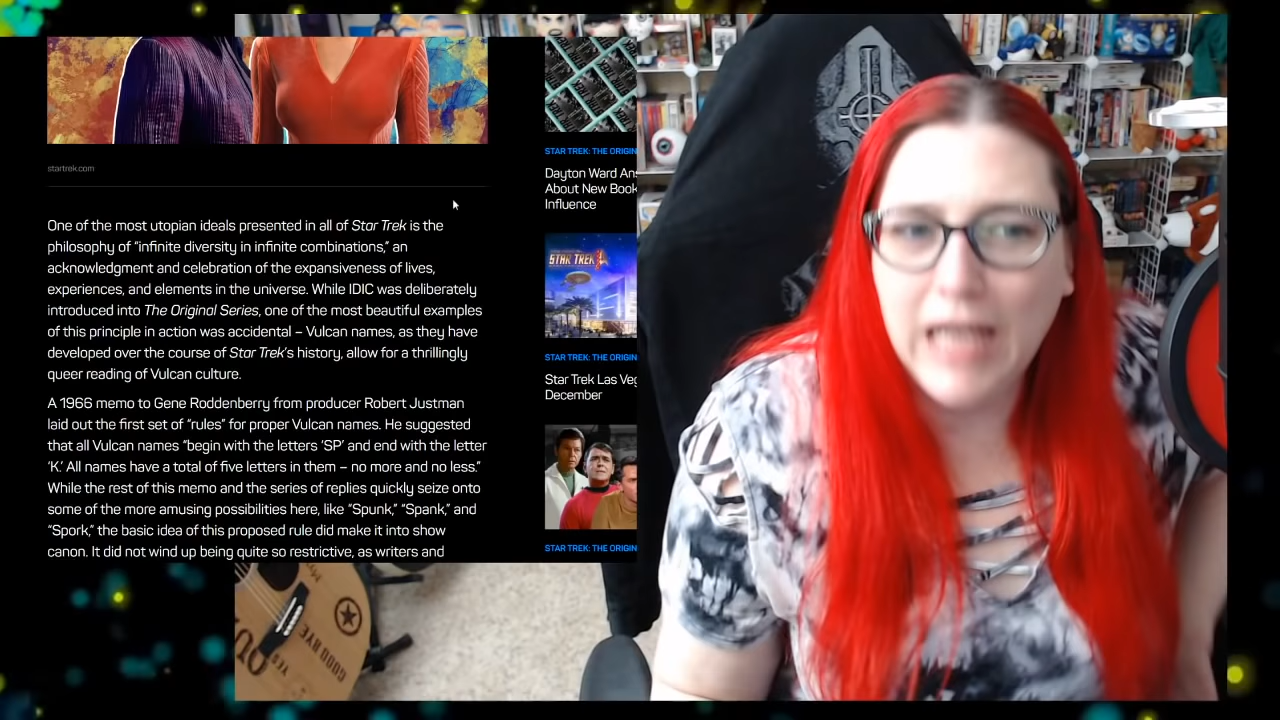 startrek.com
One of the most utopian ideals presented in all of Star Trek is the
philosophy of “infinite diversity in infinite combinations,” an
acknowledgment and celebration of the expansiveness of lives,
experiences, and elements in the universe. While IDIC was deliberately
introduced into The Original Series, one of the most beautiful examples
of this principle in action was accidental – Vulcan names, as they have
developed over the course of Star Trek’s history, allow for a thrillingly
queer reading of Vulcan culture.
A 1966 memo to Gene Roddenberry from producer Robert Justman
laid out the first set of “rules” for proper Vulcan names. He suggested
that all Vulcan names “begin with the letters ‘SP’ and end with the letter
‘K.’ All names have a total of five letters in them – no more and no less.”
While the rest of this memo and the series of replies quickly seize onto
some of the more amusing possibilities here, like “Spunk,” “Spank,” and
“Spork,” the basic idea of this proposed rule did make it into show
canon. It did not wind up being quite so restrictive, as writers and
STAR TREK: THE ORIGIN
Dayton Ward Ans
About New Book
Influence
STAR TREK
STAR TREK: THE ORIGIN
Star Trek Las Veg
December
STAR TREK: THE ORIGIN
GOOD BYE
YES